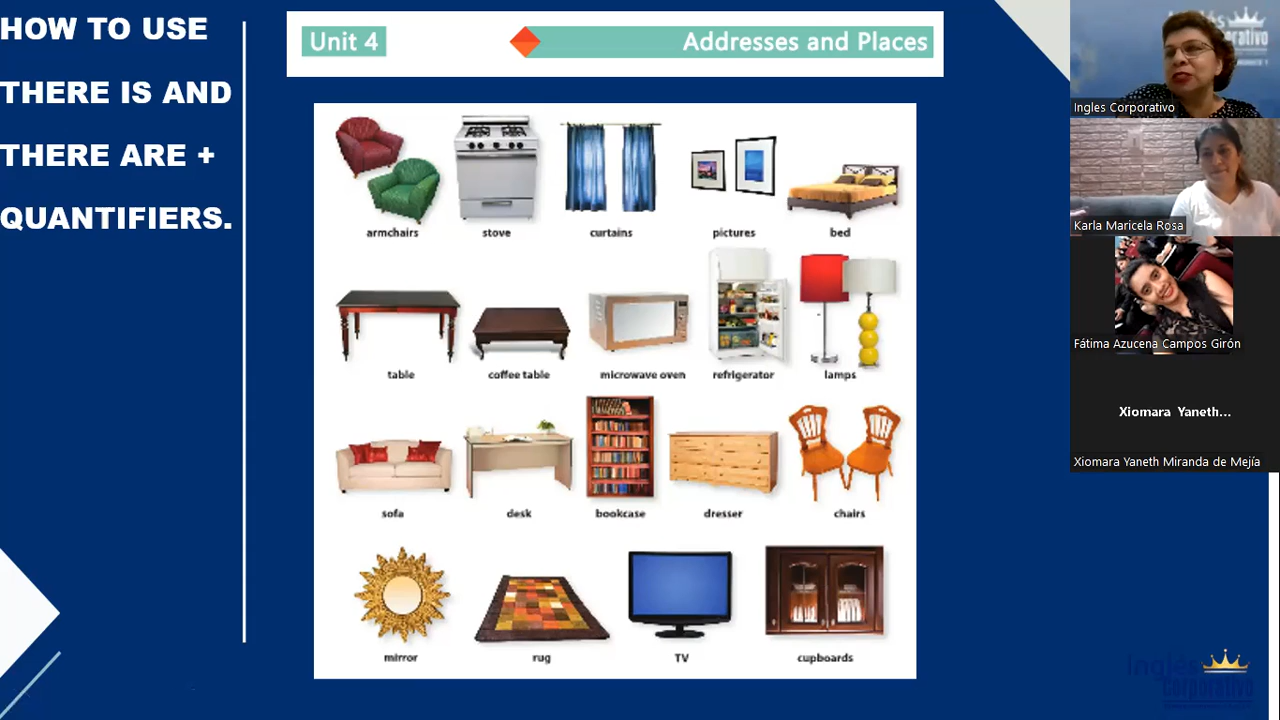 HOW TO USE
THERE IS AND
THERE ARE +
QUANTIFIERS.
Unit 4
Addresses and Places
armchairs
stove
curtains
pictures
bed
table
coffee table
microwave oven
refrigerator
lamps
sofa
desk
bookcase
dresser
chairs
mirror
rug
TV
cupboards
Ingles Corporativo
Karla Maricela Rosa
Fátima Azucena Campos Girón
Xiomara Yaneth...
Xiomara Yaneth Miranda de Mejía
Inglés
Corporativo